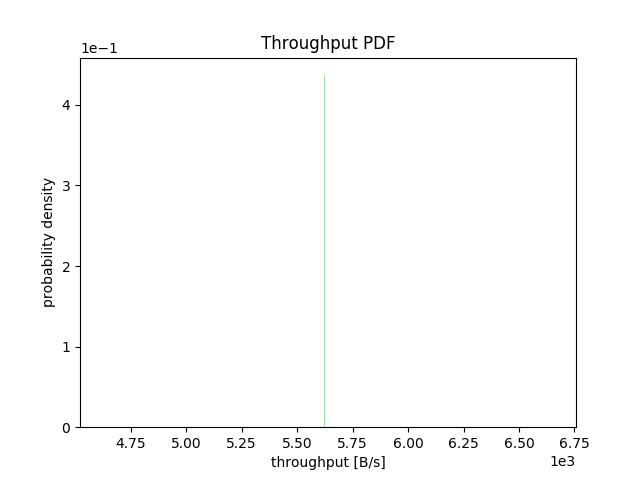 Throughput PDF
1e−1
4
3
2
1
0
probability density
4.75 5.00 5.25 5.50 5.75 6.00 6.25 6.50 6.75
throughput [B/s]
1e3